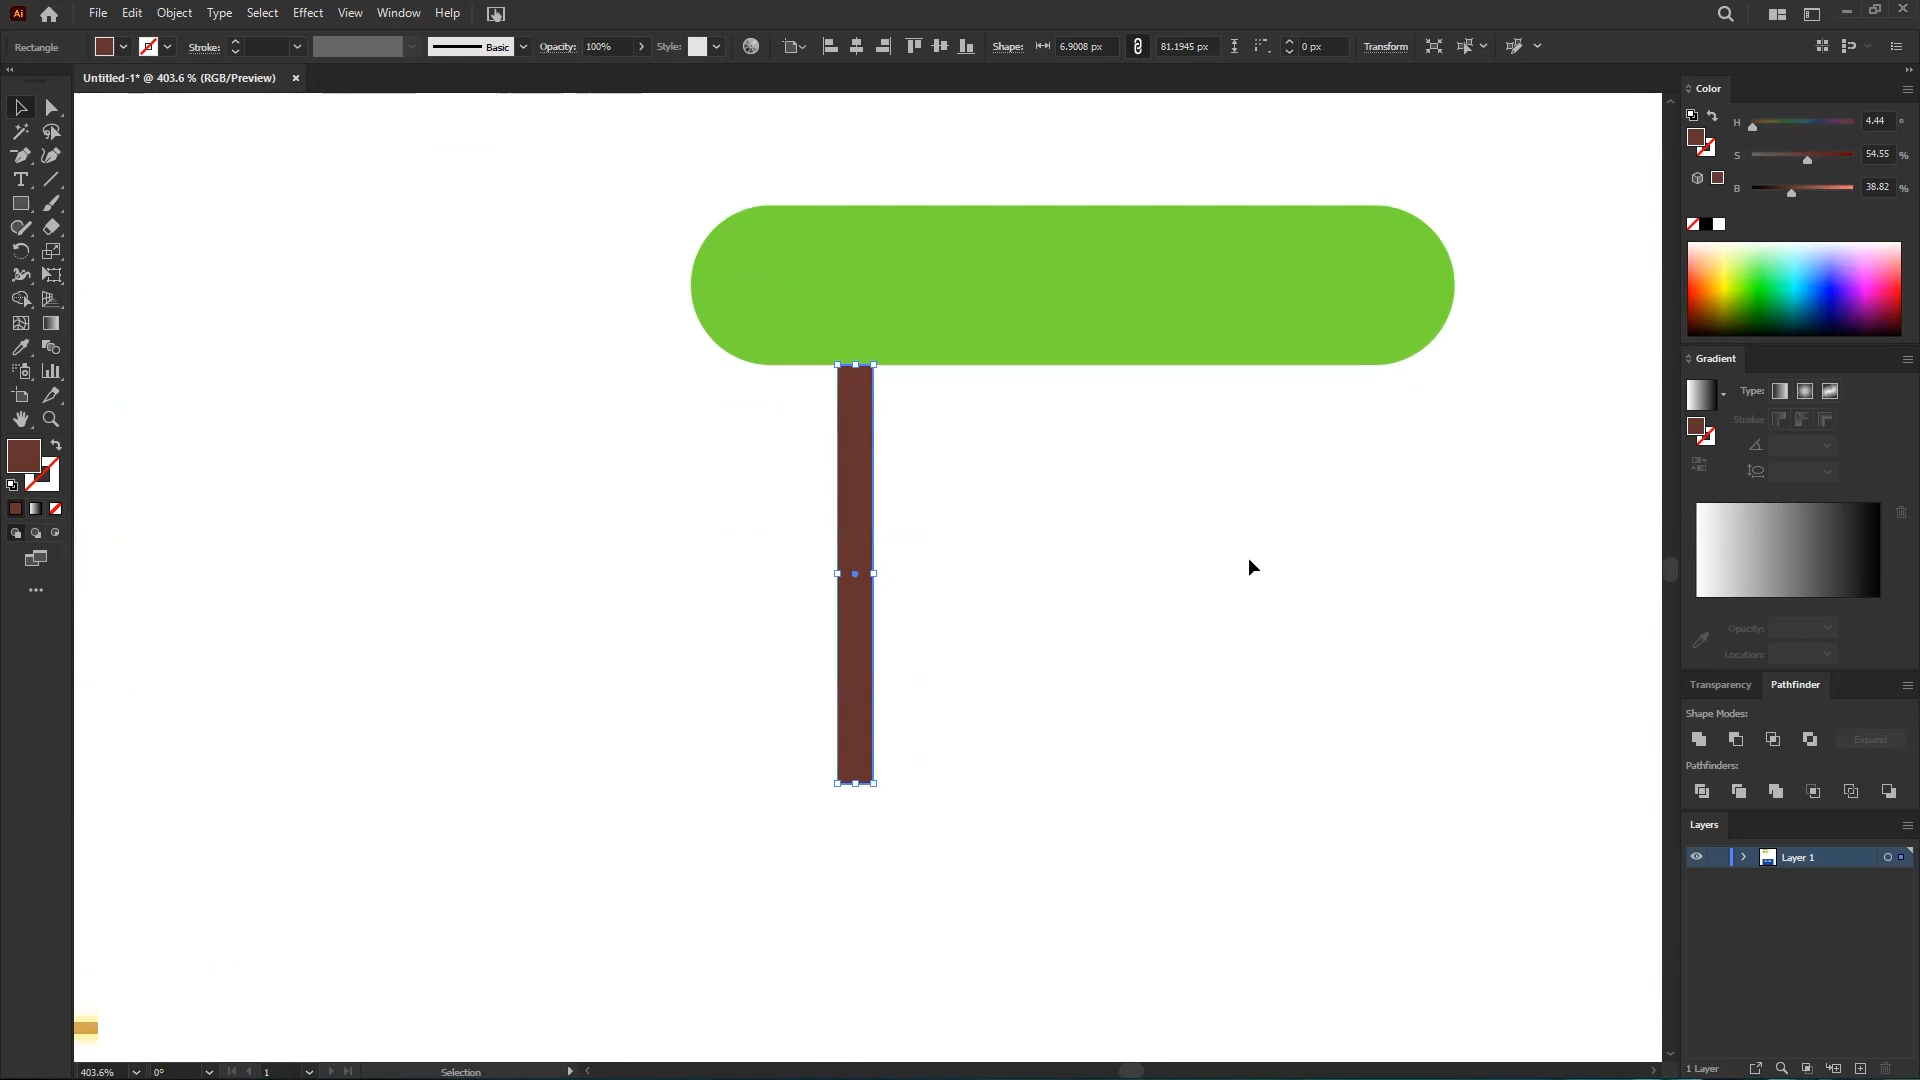 Ai File Edit Object Type Select Effect View Window Help
Rectangle Stroke: Basic Opacity: 100% Style: Shape: 6.9008 px 81.1945 px 0 px Transform
Untitled-1* @ 403.6 % (RGB/Preview) ×
Color
H 4.44 °
S 54.55 %
B 38.82 %
Gradient
Type:
Stroke:
Opacity:
Location:
Transparency Pathfinder
Shape Modes:
Expand
Pathfinders:
Layers
Layer 1
403.6% 0° 1 Selection
1 Layer